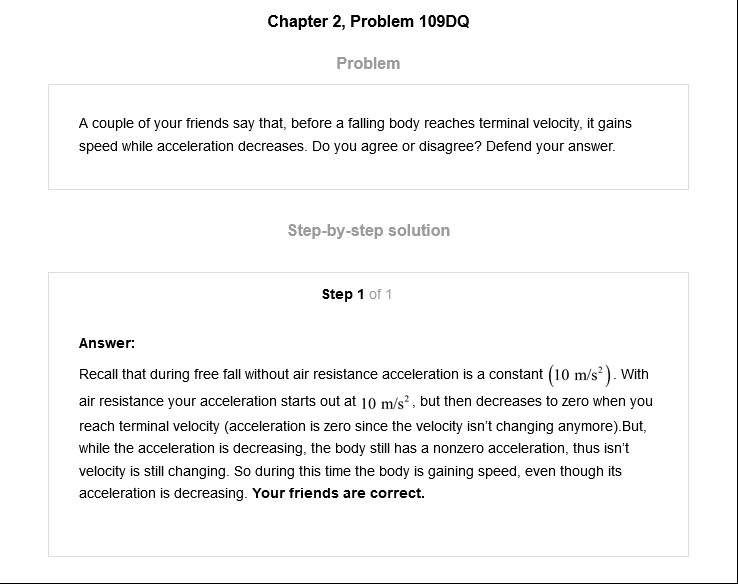 Chapter 2, Problem 109DQ
Problem
A couple of your friends say that, before a falling body reaches terminal velocity, it gains
speed while acceleration decreases. Do you agree or disagree? Defend your answer.
Step-by-step solution
Step 1 of 1
Answer:
Recall that during free fall without air resistance acceleration is a constant (10 m/s²). With
air resistance your acceleration starts out at 10 m/s², but then decreases to zero when you
reach terminal velocity (acceleration is zero since the velocity isn't changing anymore).But,
while the acceleration is decreasing, the body still has a nonzero acceleration, thus isn't
velocity is still changing. So during this time the body is gaining speed, even though its
acceleration is decreasing. Your friends are correct.